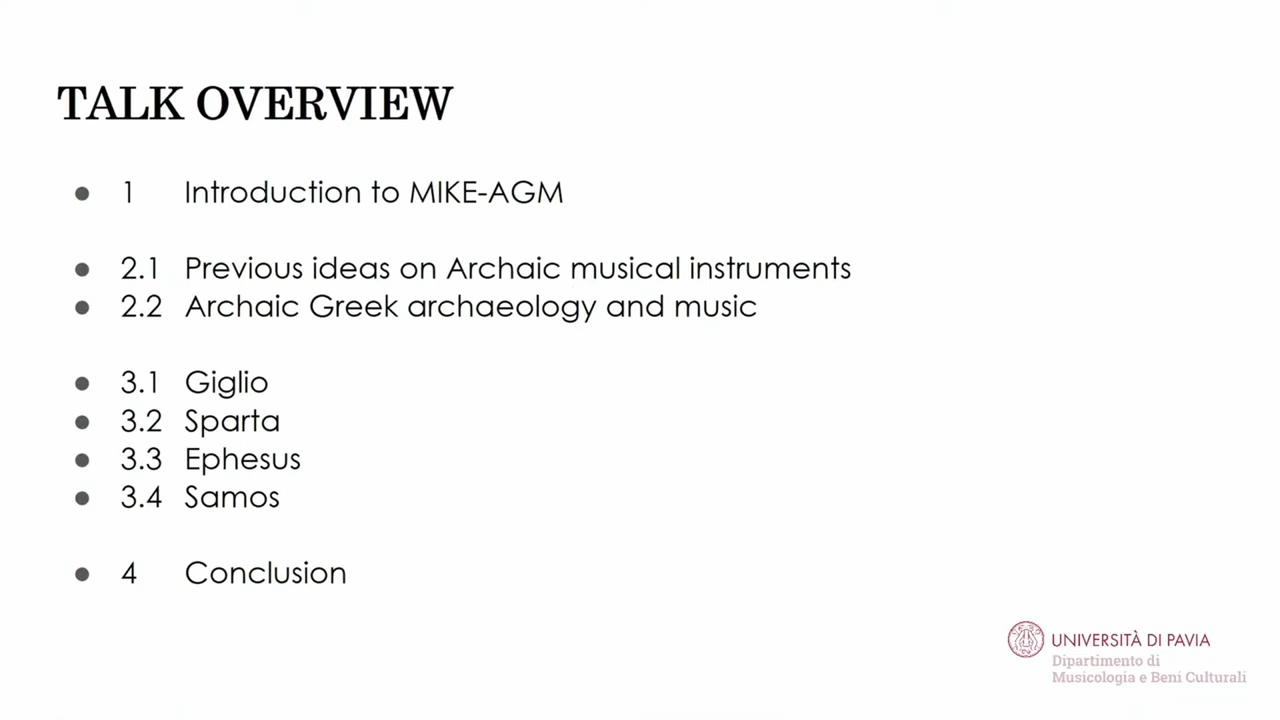 TALK OVERVIEW
● 1 Introduction to MIKE-AGM
● 2.1 Previous ideas on Archaic musical instruments
● 2.2 Archaic Greek archaeology and music
● 3.1 Giglio
● 3.2 Sparta
● 3.3 Ephesus
● 3.4 Samos
● 4 Conclusion
UNIVERSITÀ DI PAVIA
Dipartimento di
Musicologia e Beni Culturali